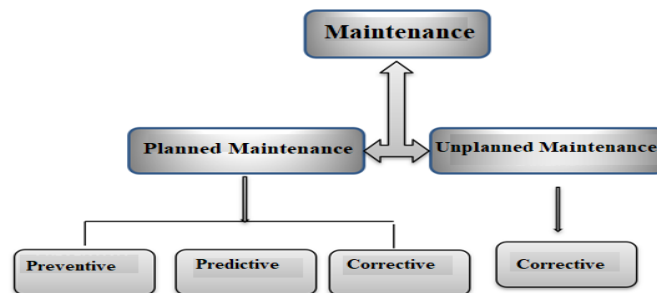 Maintenance
Planned Maintenance
Unplanned Maintenance
Preventive
Predictive
Corrective
Corrective